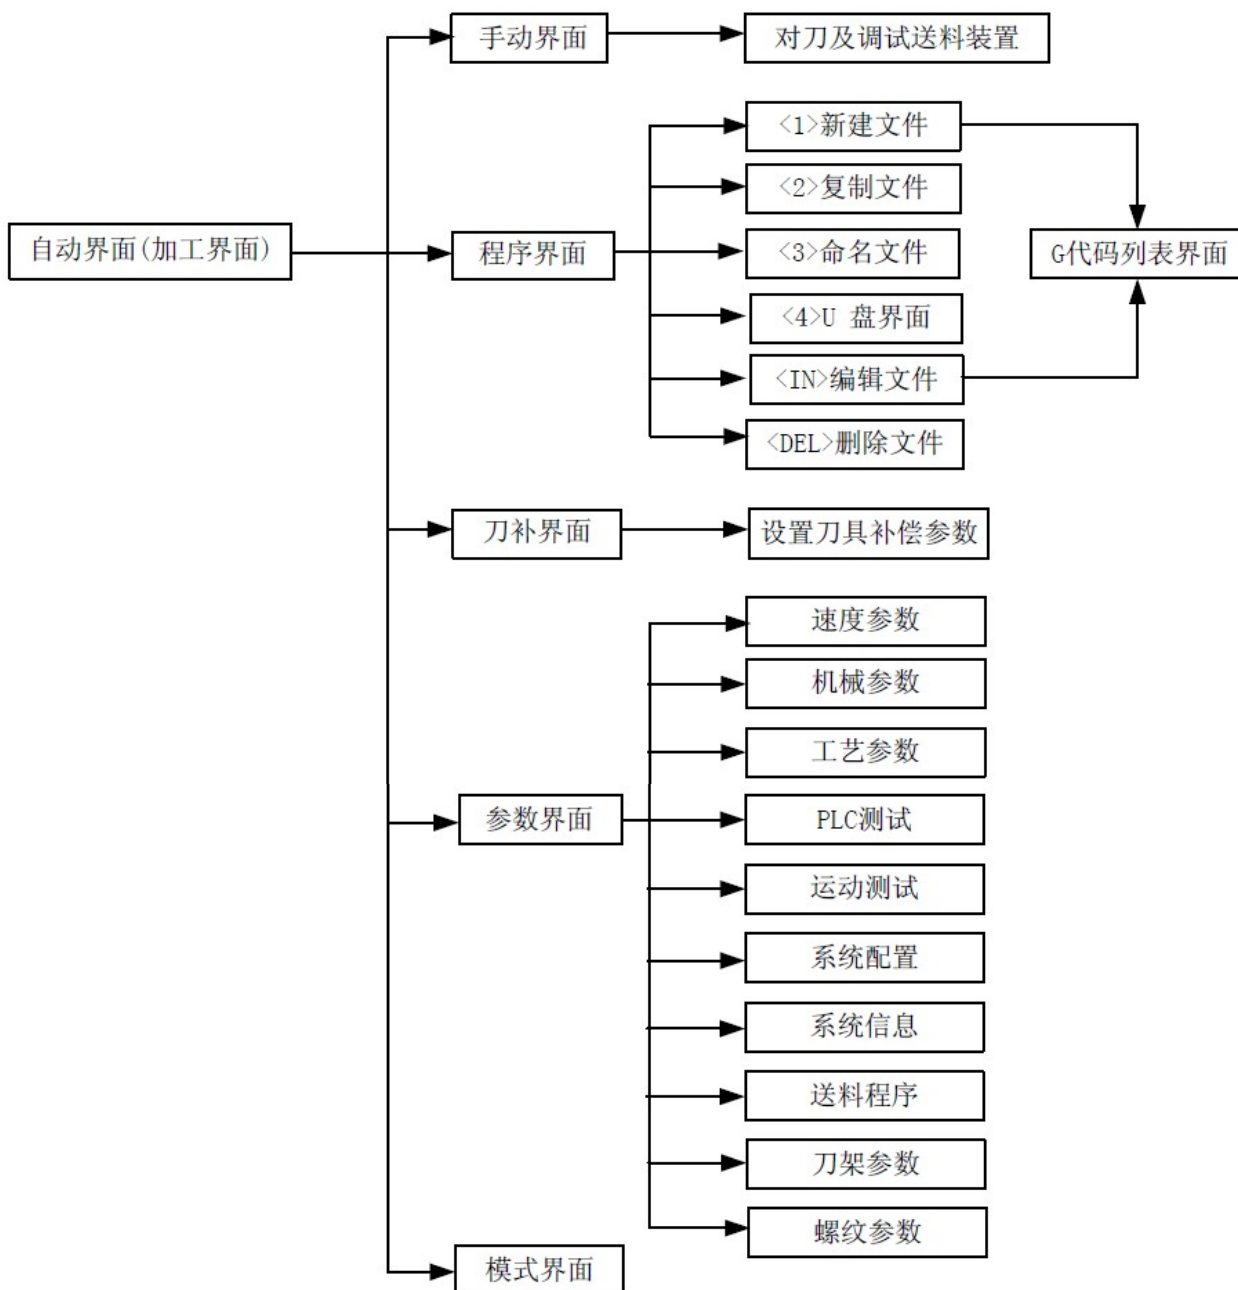 手动界面
对刀及调试送料装置
<1>新建文件
<2>复制文件
自动界面(加工界面)
程序界面
<3>命名文件
G代码列表界面
<4>U 盘界面
<IN>编辑文件
<DEL>删除文件
刀补界面
设置刀具补偿参数
速度参数
机械参数
工艺参数
参数界面
PLC测试
运动测试
系统配置
系统信息
送料程序
刀架参数
螺纹参数
模式界面